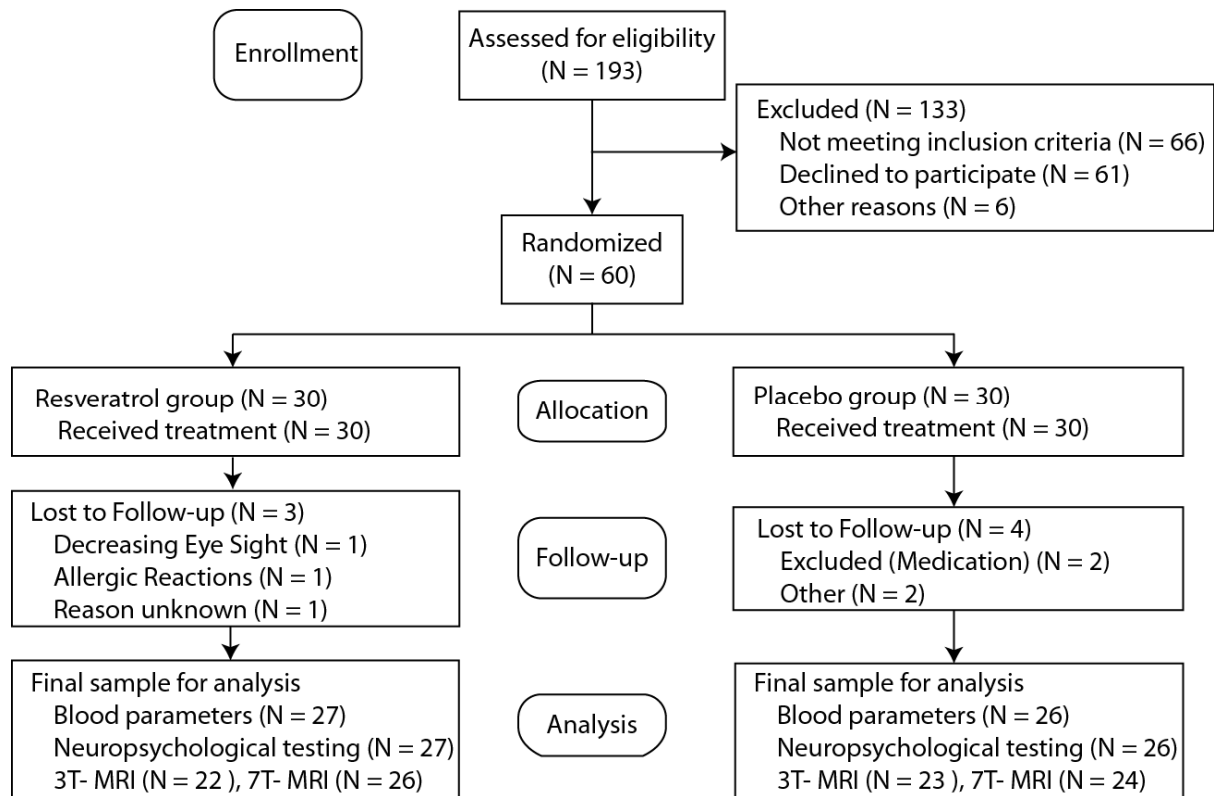 Enrollment
Assessed for eligibility
(N = 193)
Excluded (N = 133)
Not meeting inclusion criteria (N = 66)
Declined to participate (N = 61)
Other reasons (N = 6)
Randomized
(N = 60)
Resveratrol group (N = 30)
Received treatment (N = 30)
Allocation
Placebo group (N = 30)
Received treatment (N = 30)
Lost to Follow-up (N = 3)
Decreasing Eye Sight (N = 1)
Allergic Reactions (N = 1)
Reason unknown (N = 1)
Follow-up
Lost to Follow-up (N = 4)
Excluded (Medication) (N = 2)
Other (N = 2)
Final sample for analysis
Blood parameters (N = 27)
Neuropsychological testing (N = 27)
3T- MRI (N = 22 ), 7T- MRI (N = 26)
Analysis
Final sample for analysis
Blood parameters (N = 26)
Neuropsychological testing (N = 26)
3T- MRI (N = 23 ), 7T- MRI (N = 24)